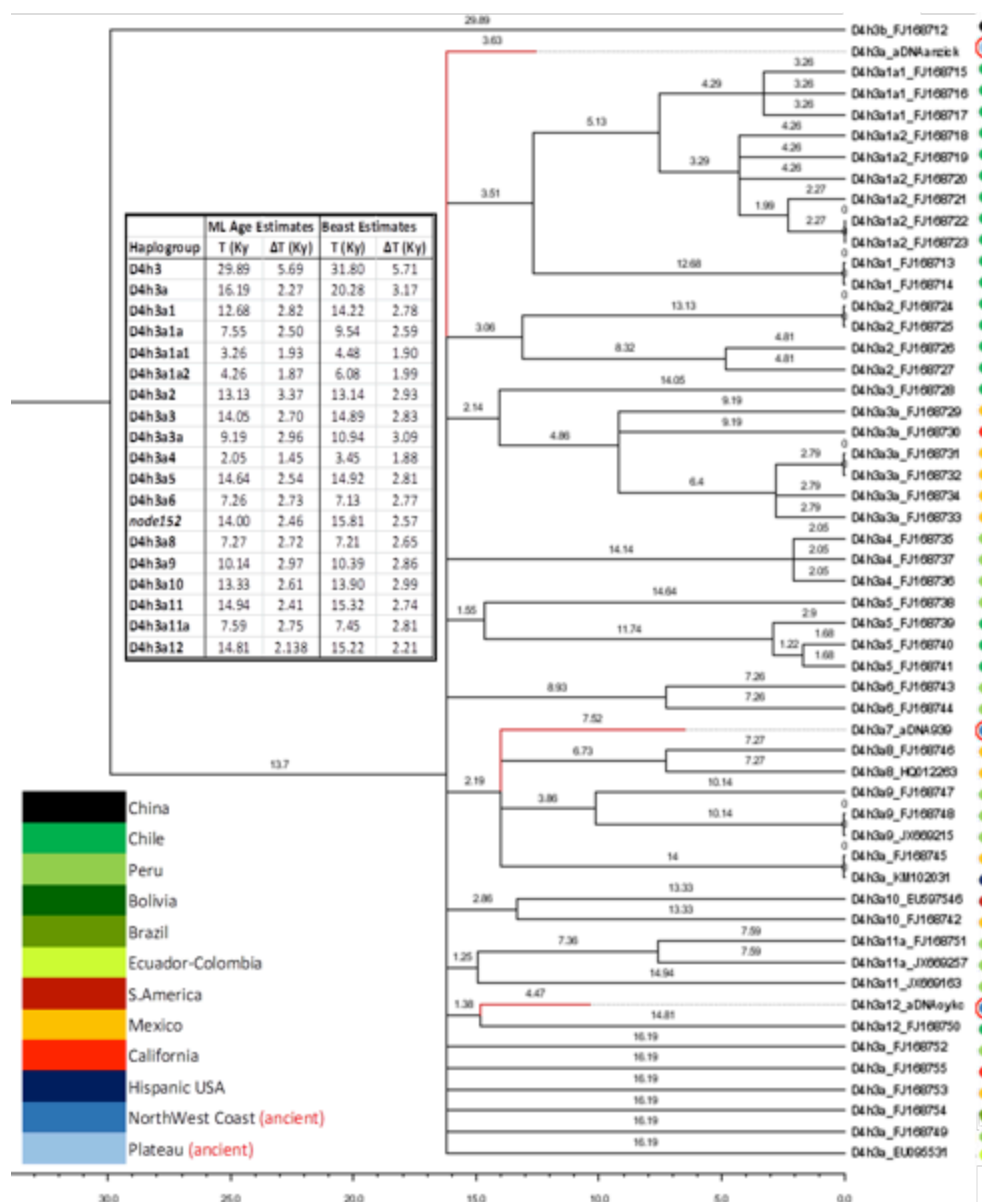 29.89 D4h3b_FJ168712
3.63 D4h3a_aDNAanzick
3.26 D4h3a1a1_FJ168715
4.29 3.26 D4h3a1a1_FJ168716
3.26 D4h3a1a1_FJ168717
5.13 4.26 D4h3a1a2_FJ168718
4.26 D4h3a1a2_FJ168719
3.29 4.26 D4h3a1a2_FJ168720
2.27 D4h3a1a2_FJ168721
3.51 1.99 0
2.27 D4h3a1a2_FJ168722
D4h3a1a2_FJ168723
0
12.68 D4h3a1_FJ168713
D4h3a1_FJ168714
0
13.13 D4h3a2_FJ168724
D4h3a2_FJ168725
3.06 0
4.81 D4h3a2_FJ168726
8.32 4.81 D4h3a2_FJ168727
14.05 D4h3a3_FJ168728
2.14 9.19 D4h3a3a_FJ168729
9.19 D4h3a3a_FJ168730
4.86 0
2.79 D4h3a3a_FJ168731
D4h3a3a_FJ168732
0
6.4 2.79 D4h3a3a_FJ168734
2.79 D4h3a3a_FJ168733
2.05 D4h3a4_FJ168735
14.14 2.05 D4h3a4_FJ168737
2.05 D4h3a4_FJ168736
14.64 D4h3a5_FJ168738
1.55 2.9 D4h3a5_FJ168739
11.74 1.68 D4h3a5_FJ168740
1.22 1.68 D4h3a5_FJ168741
7.26 D4h3a6_FJ168743
8.93 7.26 D4h3a6_FJ168744
7.52 D4h3a7_aDNA939
7.27 D4h3a8_FJ168746
6.73 7.27 D4h3a8_HQ012263
13.7 2.19 10.14 D4h3a9_FJ168747
3.86 0
10.14 D4h3a9_FJ168748
D4h3a9_JX669215
0
14 D4h3a_FJ168745
D4h3a_KM102031
0
13.33 D4h3a10_EU597546
2.86 13.33 D4h3a10_FJ168742
7.59 D4h3a11a_FJ168751
7.36 7.59 D4h3a11a_JX669257
1.25 14.94 D4h3a11_JX669163
4.47 D4h3a12_aDNAoyko
1.38 14.81 D4h3a12_FJ168750
16.19 D4h3a_FJ168752
16.19 D4h3a_FJ168755
16.19 D4h3a_FJ168753
16.19 D4h3a_FJ168754
16.19 D4h3a_FJ168749
16.19 D4h3a_EU095531
ML Age Estimates Beast Estimates
Haplogroup T (Ky ΔT (Ky) T (Ky) ΔT (Ky)
D4h3 29.89 5.69 31.80 5.71
D4h3a 16.19 2.27 20.28 3.17
D4h3a1 12.68 2.82 14.22 2.78
D4h3a1a 7.55 2.50 9.54 2.59
D4h3a1a1 3.26 1.93 4.48 1.90
D4h3a1a2 4.26 1.87 6.08 1.99
D4h3a2 13.13 3.37 13.14 2.93
D4h3a3 14.05 2.70 14.89 2.83
D4h3a3a 9.19 2.96 10.94 3.09
D4h3a4 2.05 1.45 3.45 1.88
D4h3a5 14.64 2.54 14.92 2.81
D4h3a6 7.26 2.73 7.13 2.77
node152 14.00 2.46 15.81 2.57
D4h3a8 7.27 2.72 7.21 2.65
D4h3a9 10.14 2.97 10.39 2.86
D4h3a10 13.33 2.61 13.90 2.99
D4h3a11 14.94 2.41 15.32 2.74
D4h3a11a 7.59 2.75 7.45 2.81
D4h3a12 14.81 2.138 15.22 2.21
China
Chile
Peru
Bolivia
Brazil
Ecuador-Colombia
S.America
Mexico
California
Hispanic USA
NorthWest Coast (ancient)
Plateau (ancient)
30.0 25.0 20.0 15.0 10.0 5.0 0.0